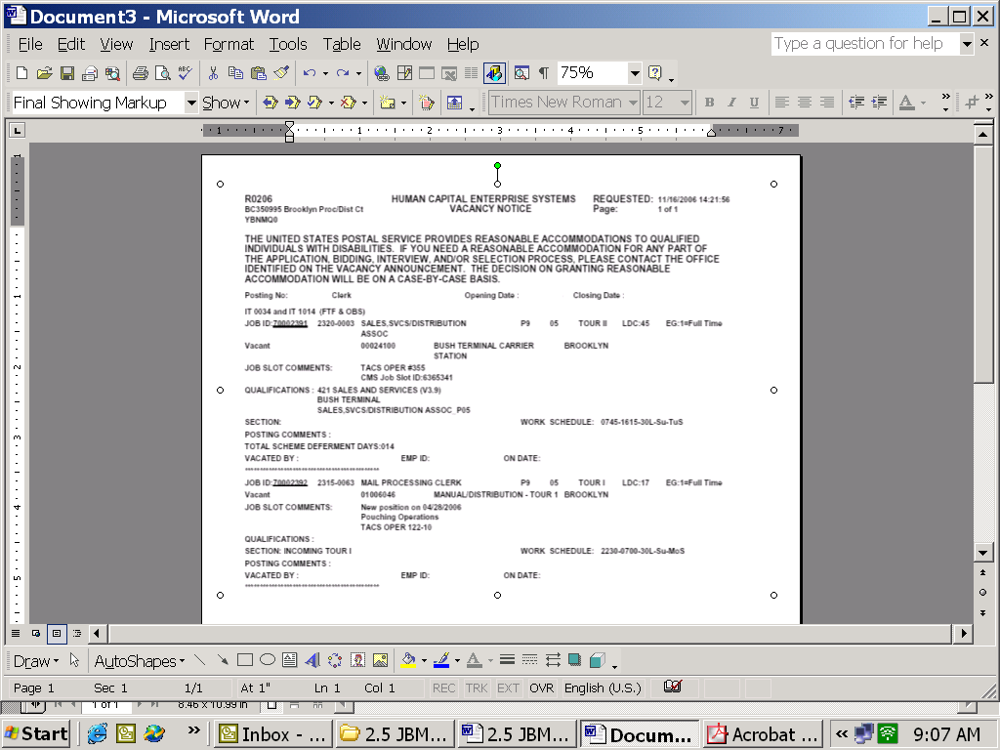 Document3 - Microsoft Word
File Edit View Insert Format Tools Table Window Help
Type a question for help
75%
Final Showing Markup Show Times New Roman 12 B I U A
1 1 2 3 4 5 7
R0206 HUMAN CAPITAL ENTERPRISE SYSTEMS REQUESTED: 11/16/2006 14:21:56
BC350995 Brooklyn Proc/Dist Ct VACANCY NOTICE Page: 1 of 1
YBNMQ0
THE UNITED STATES POSTAL SERVICE PROVIDES REASONABLE ACCOMMODATIONS TO QUALIFIED
INDIVIDUALS WITH DISABILITIES. IF YOU NEED A REASONABLE ACCOMMODATION FOR ANY PART OF
THE APPLICATION, BIDDING, INTERVIEW, AND/OR SELECTION PROCESS, PLEASE CONTACT THE OFFICE
IDENTIFIED ON THE VACANCY ANNOUNCEMENT. THE DECISION ON GRANTING REASONABLE
ACCOMMODATION WILL BE ON A CASE-BY-CASE BASIS.
Posting No: Clerk Opening Date : Closing Date :
IT 0034 and IT 1014 (FTF & OBS)
JOB ID:70002391 2320-0003 SALES,SVCS/DISTRIBUTION P9 05 TOUR II LDC:45 EG:1=Full Time
ASSOC
Vacant 00024100 BUSH TERMINAL CARRIER BROOKLYN
STATION
JOB SLOT COMMENTS: TACS OPER #355
CMS Job Slot ID:6365341
QUALIFICATIONS : 421 SALES AND SERVICES (V3.9)
BUSH TERMINAL
SALES,SVCS/DISTRIBUTION ASSOC_P05
SECTION: WORK SCHEDULE: 0745-1615-30L-Su-TuS
POSTING COMMENTS :
TOTAL SCHEME DEFERMENT DAYS:014
VACATED BY : EMP ID: ON DATE:
*********************************************
JOB ID:70002392 2315-0063 MAIL PROCESSING CLERK P9 05 TOUR I LDC:17 EG:1=Full Time
Vacant 01006046 MANUAL/DISTRIBUTION - TOUR 1 BROOKLYN
JOB SLOT COMMENTS: New position on 04/28/2006
Pouching Operations
TACS OPER 122-10
QUALIFICATIONS :
SECTION: INCOMING TOUR I WORK SCHEDULE: 2230-0700-30L-Su-MoS
POSTING COMMENTS :
VACATED BY : EMP ID: ON DATE:
*********************************************
Draw AutoShapes
Page 1 Sec 1 1/1 At 1" Ln 1 Col 1 REC TRK EXT OVR English (U.S.)
1 of 1 8.46 x 10.99 in
Start Inbox - ... 2.5 JBM... 2.5 JBM... Docum... Acrobat ... 9:07 AM